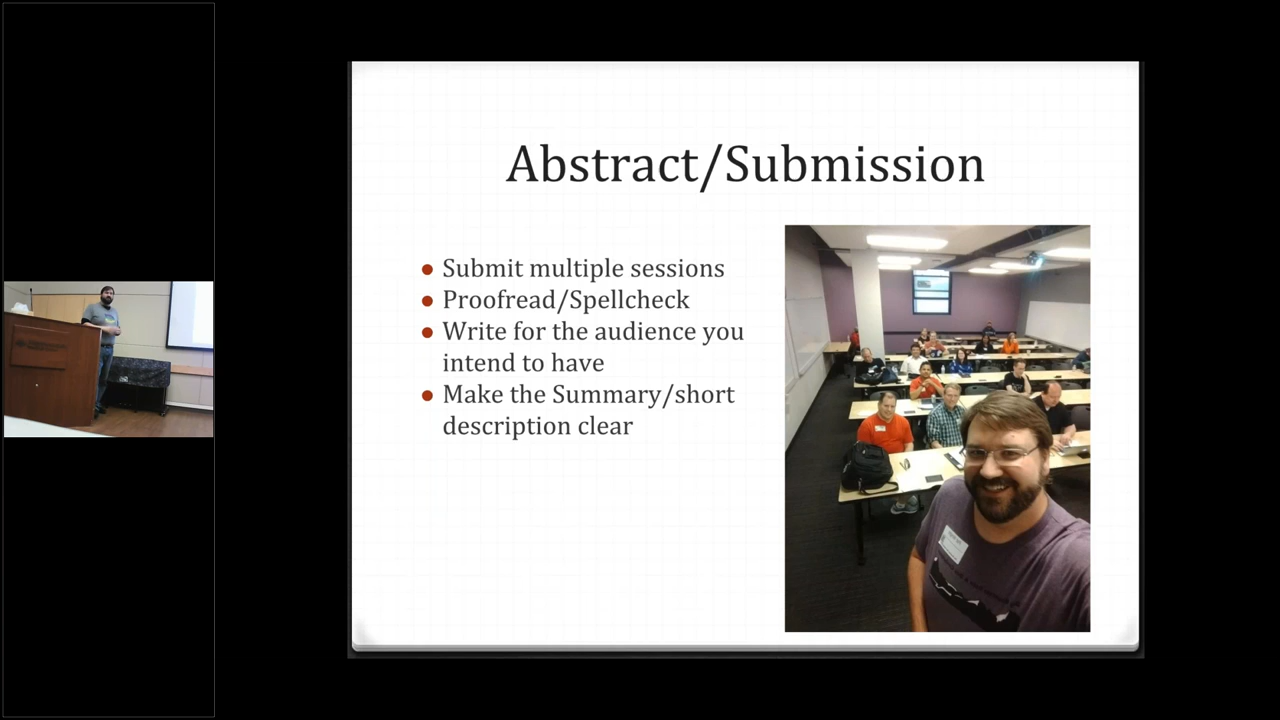 Abstract/Submission
Submit multiple sessions
Proofread/Spellcheck
Write for the audience you
intend to have
Make the Summary/short
description clear